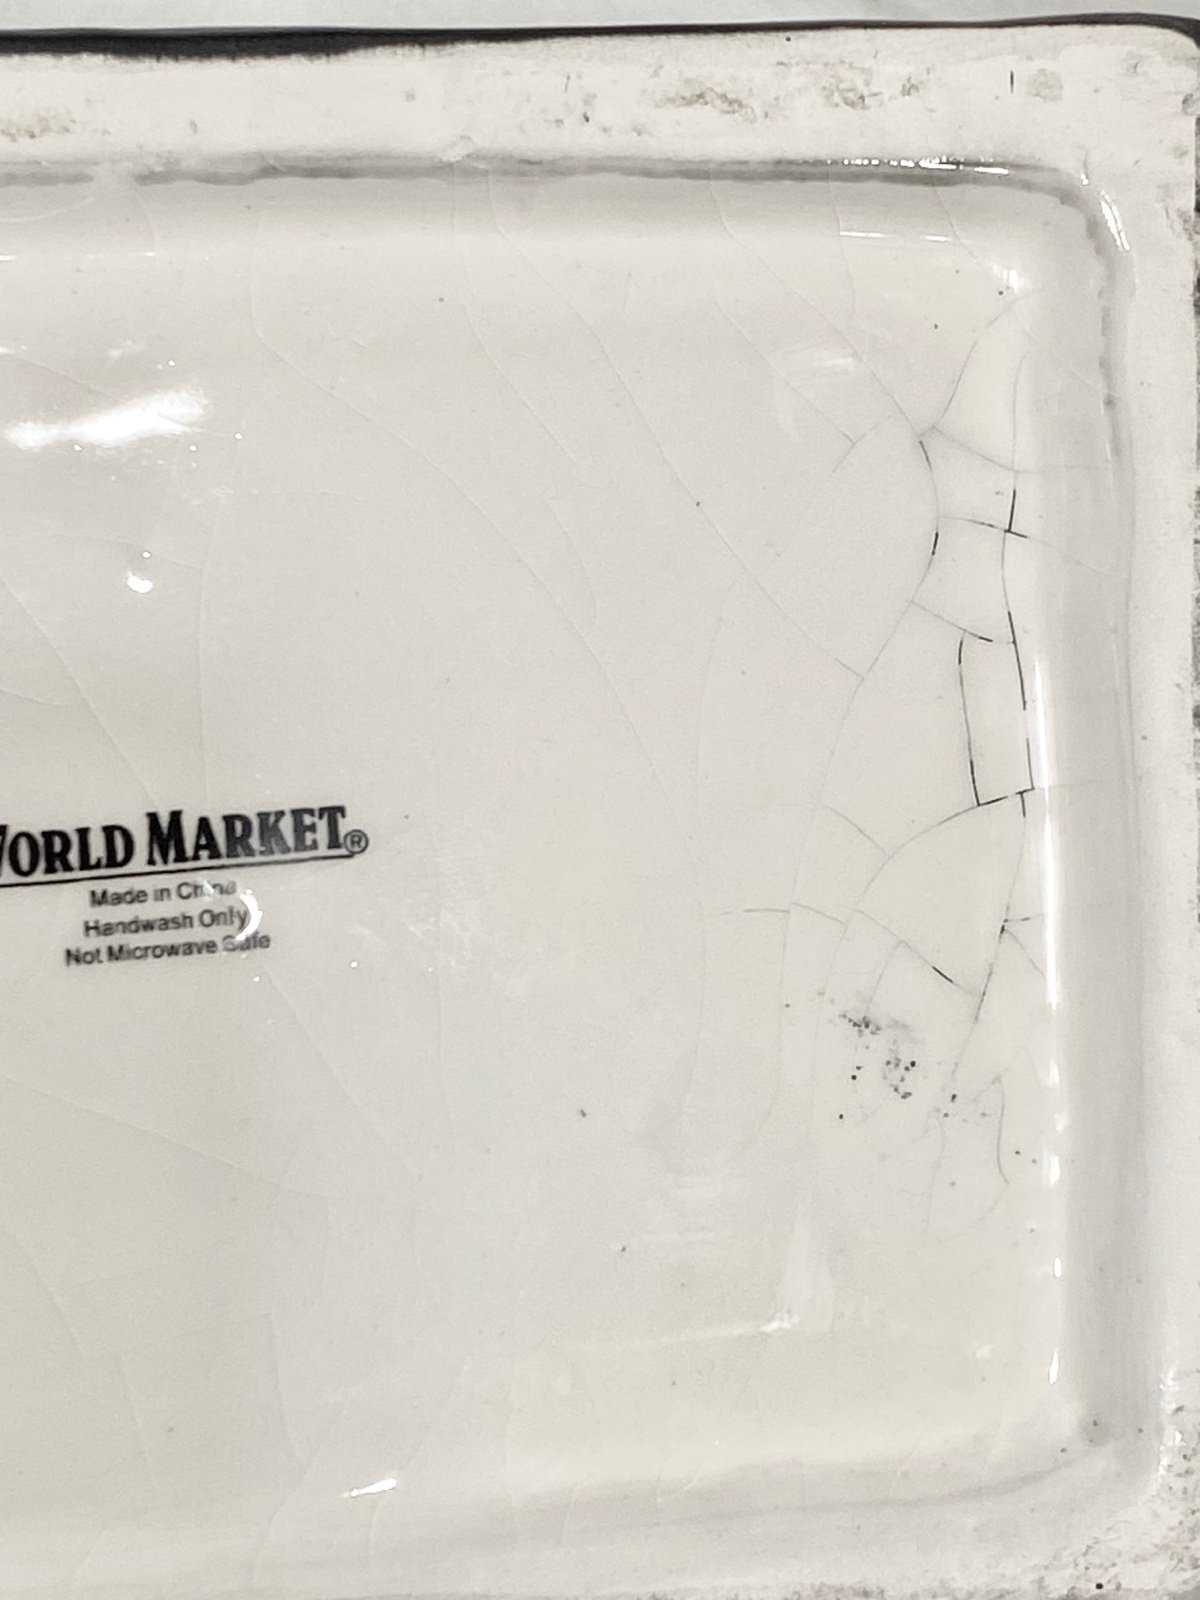 WORLD MARKET®
Made in China
Handwash Only
Not Microwave Safe